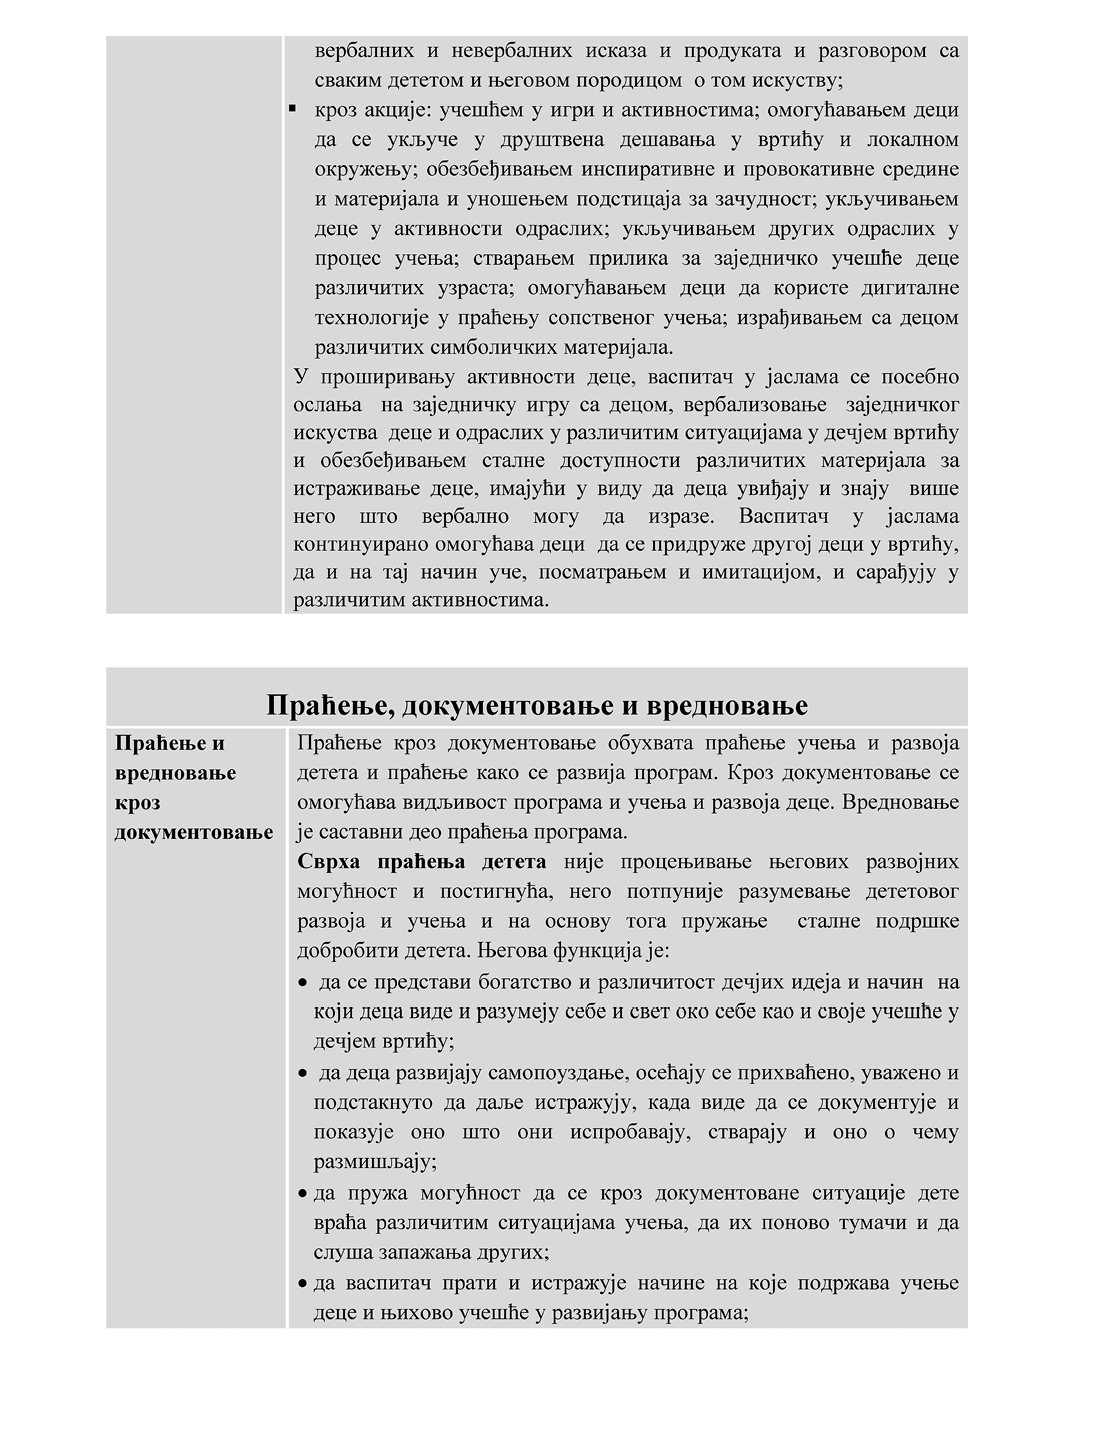 вербалних и невербалних исказа и продуката и разговором са
сваким дететом и његовом породицом о том искуству;
▪ кроз акције: учешћем у игри и активностима; омогућавањем деци
да се укључе у друштвена дешавања у вртићу и локалном
окружењу; обезбеђивањем инспиративне и провокативне средине
и материјала и уношењем подстицаја за зачудност; укључивањем
деце у активности одраслих; укључивањем других одраслих у
процес учења; стварањем прилика за заједничко учешће деце
различитих узраста; омогућавањем деци да користе дигиталне
технологије у праћењу сопственог учења; израђивањем са децом
различитих симболичких материјала.
У проширивању активности деце, васпитач у јаслама се посебно
ослања на заједничку игру са децом, вербализовање заједничког
искуства деце и одраслих у различитим ситуацијама у дечјем вртићу
и обезбеђивањем сталне доступности различитих материјала за
истраживање деце, имајући у виду да деца увиђају и знају више
него што вербално могу да изразе. Васпитач у јаслама
континуирано омогућава деци да се придруже другој деци у вртићу,
да и на тај начин уче, посматрањем и имитацијом, и сарађују у
различитим активностима.
Праћење, документовање и вредновање
Праћење и
вредновање
кроз
документовање
Праћење кроз документовање обухвата праћење учења и развоја
детета и праћење како се развија програм. Кроз документовање се
омогућава видљивост програма и учења и развоја деце. Вредновање
је саставни део праћења програма.
Сврха праћења детета није процењивање његових развојних
могућност и постигнућа, него потпуније разумевање дететовог
развоја и учења и на основу тога пружање сталне подршке
добробити детета. Његова функција је:
• да се представи богатство и различитост дечјих идеја и начин на
који деца виде и разумеју себе и свет око себе као и своје учешће у
дечјем вртићу;
• да деца развијају самопоуздање, осећају се прихваћено, уважено и
подстакнуто да даље истражују, када виде да се документује и
показује оно што они испробавају, стварају и оно о чему
размишљају;
• да пружа могућност да се кроз документоване ситуације дете
враћа различитим ситуацијама учења, да их поново тумачи и да
слуша запажања других;
• да васпитач прати и истражује начине на које подржава учење
деце и њихово учешће у развијању програма;